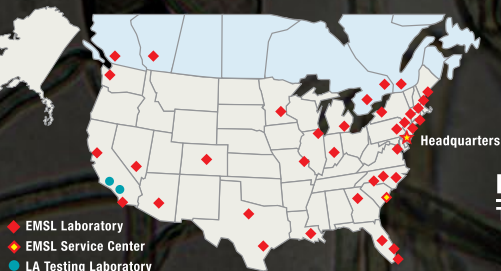 Headquarters
EMSL Laboratory
EMSL Service Center
LA Testing Laboratory